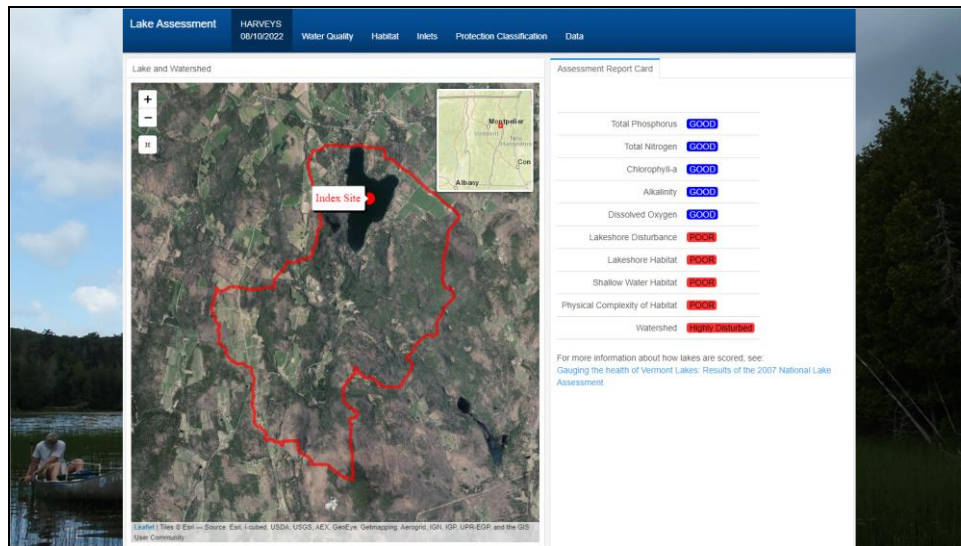 Lake Assessment
HARVEYS
08/10/2022
Water Quality
Habitat
Inlets
Protection Classification
Data
Lake and Watershed
+
−
Montpelier
Vermont
New
Hampshire
Con
Albany
Index Site
Leaflet | Tiles © Esri — Source: Esri, i-cubed, USDA, USGS, AEX, GeoEye, Getmapping, Aerogrid, IGN, IGP, UPR-EGP, and the GIS
User Community
Assessment Report Card
Total Phosphorus GOOD
Total Nitrogen GOOD
Chlorophyll-a GOOD
Alkalinity GOOD
Dissolved Oxygen GOOD
Lakeshore Disturbance POOR
Lakeshore Habitat POOR
Shallow Water Habitat POOR
Physical Complexity of Habitat POOR
Watershed Highly Disturbed
For more information about how lakes are scored, see:
Gauging the health of Vermont Lakes: Results of the 2007 National Lake
Assessment